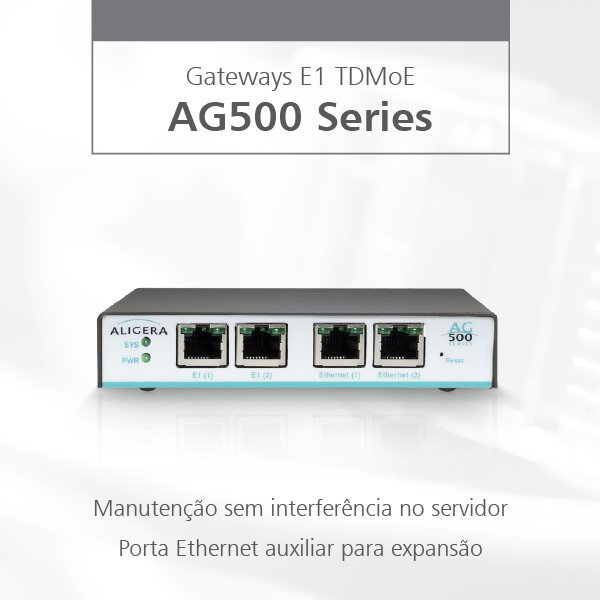 Gateways E1 TDMoE
AG500 Series
ALIGERA
SYS
PWR
E1 (1)
E1 (2)
Ethernet (1)
Ethernet (2)
AG
500
SERIES
Reset
Manutenção sem interferência no servidor
Porta Ethernet auxiliar para expansão